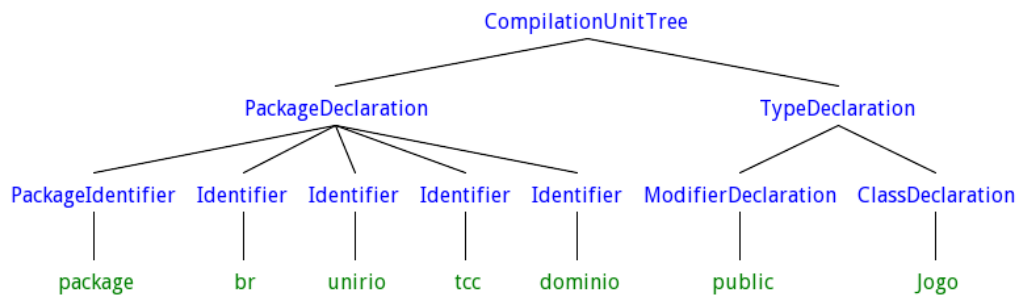 CompilationUnitTree
PackageDeclaration TypeDeclaration
PackageIdentifier Identifier Identifier Identifier Identifier ModifierDeclaration ClassDeclaration
package br unirio tcc dominio public Jogo